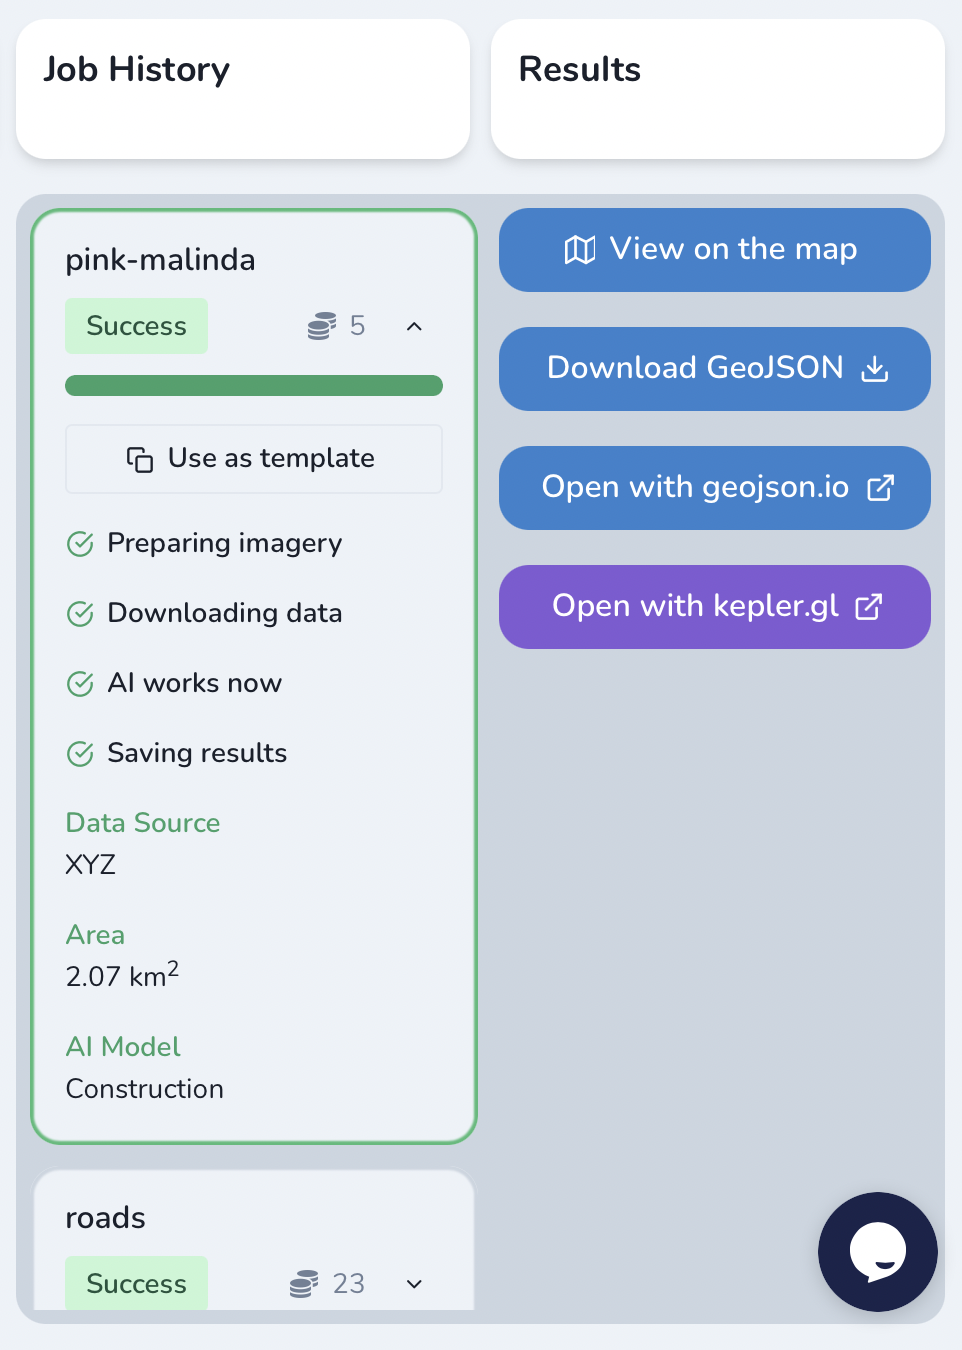 Job History
Results
pink-malinda
Success
5
Use as template
Preparing imagery
Downloading data
AI works now
Saving results
Data Source
XYZ
Area
2.07 km²
AI Model
Construction
roads
Success
23
View on the map
Download GeoJSON
Open with geojson.io
Open with kepler.gl